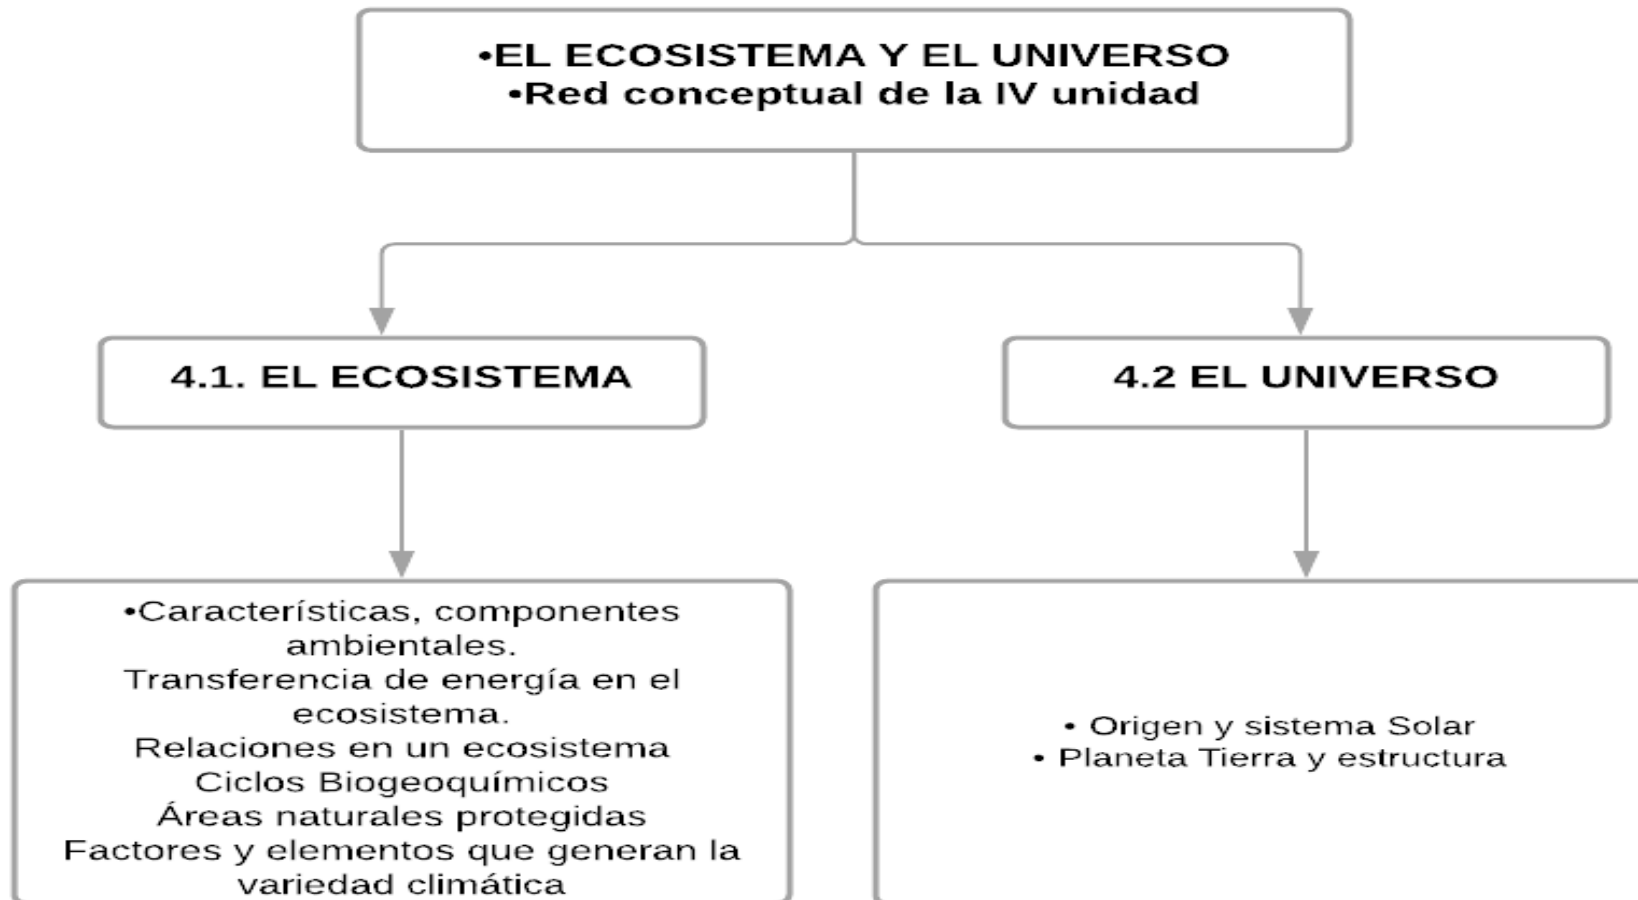 •EL ECOSISTEMA Y EL UNIVERSO
•Red conceptual de la IV unidad
4.1. EL ECOSISTEMA
4.2 EL UNIVERSO
•Características, componentes
ambientales.
Transferencia de energía en el
ecosistema.
Relaciones en un ecosistema
Ciclos Biogeoquímicos
Áreas naturales protegidas
Factores y elementos que generan la
variedad climática
• Origen y sistema Solar
• Planeta Tierra y estructura